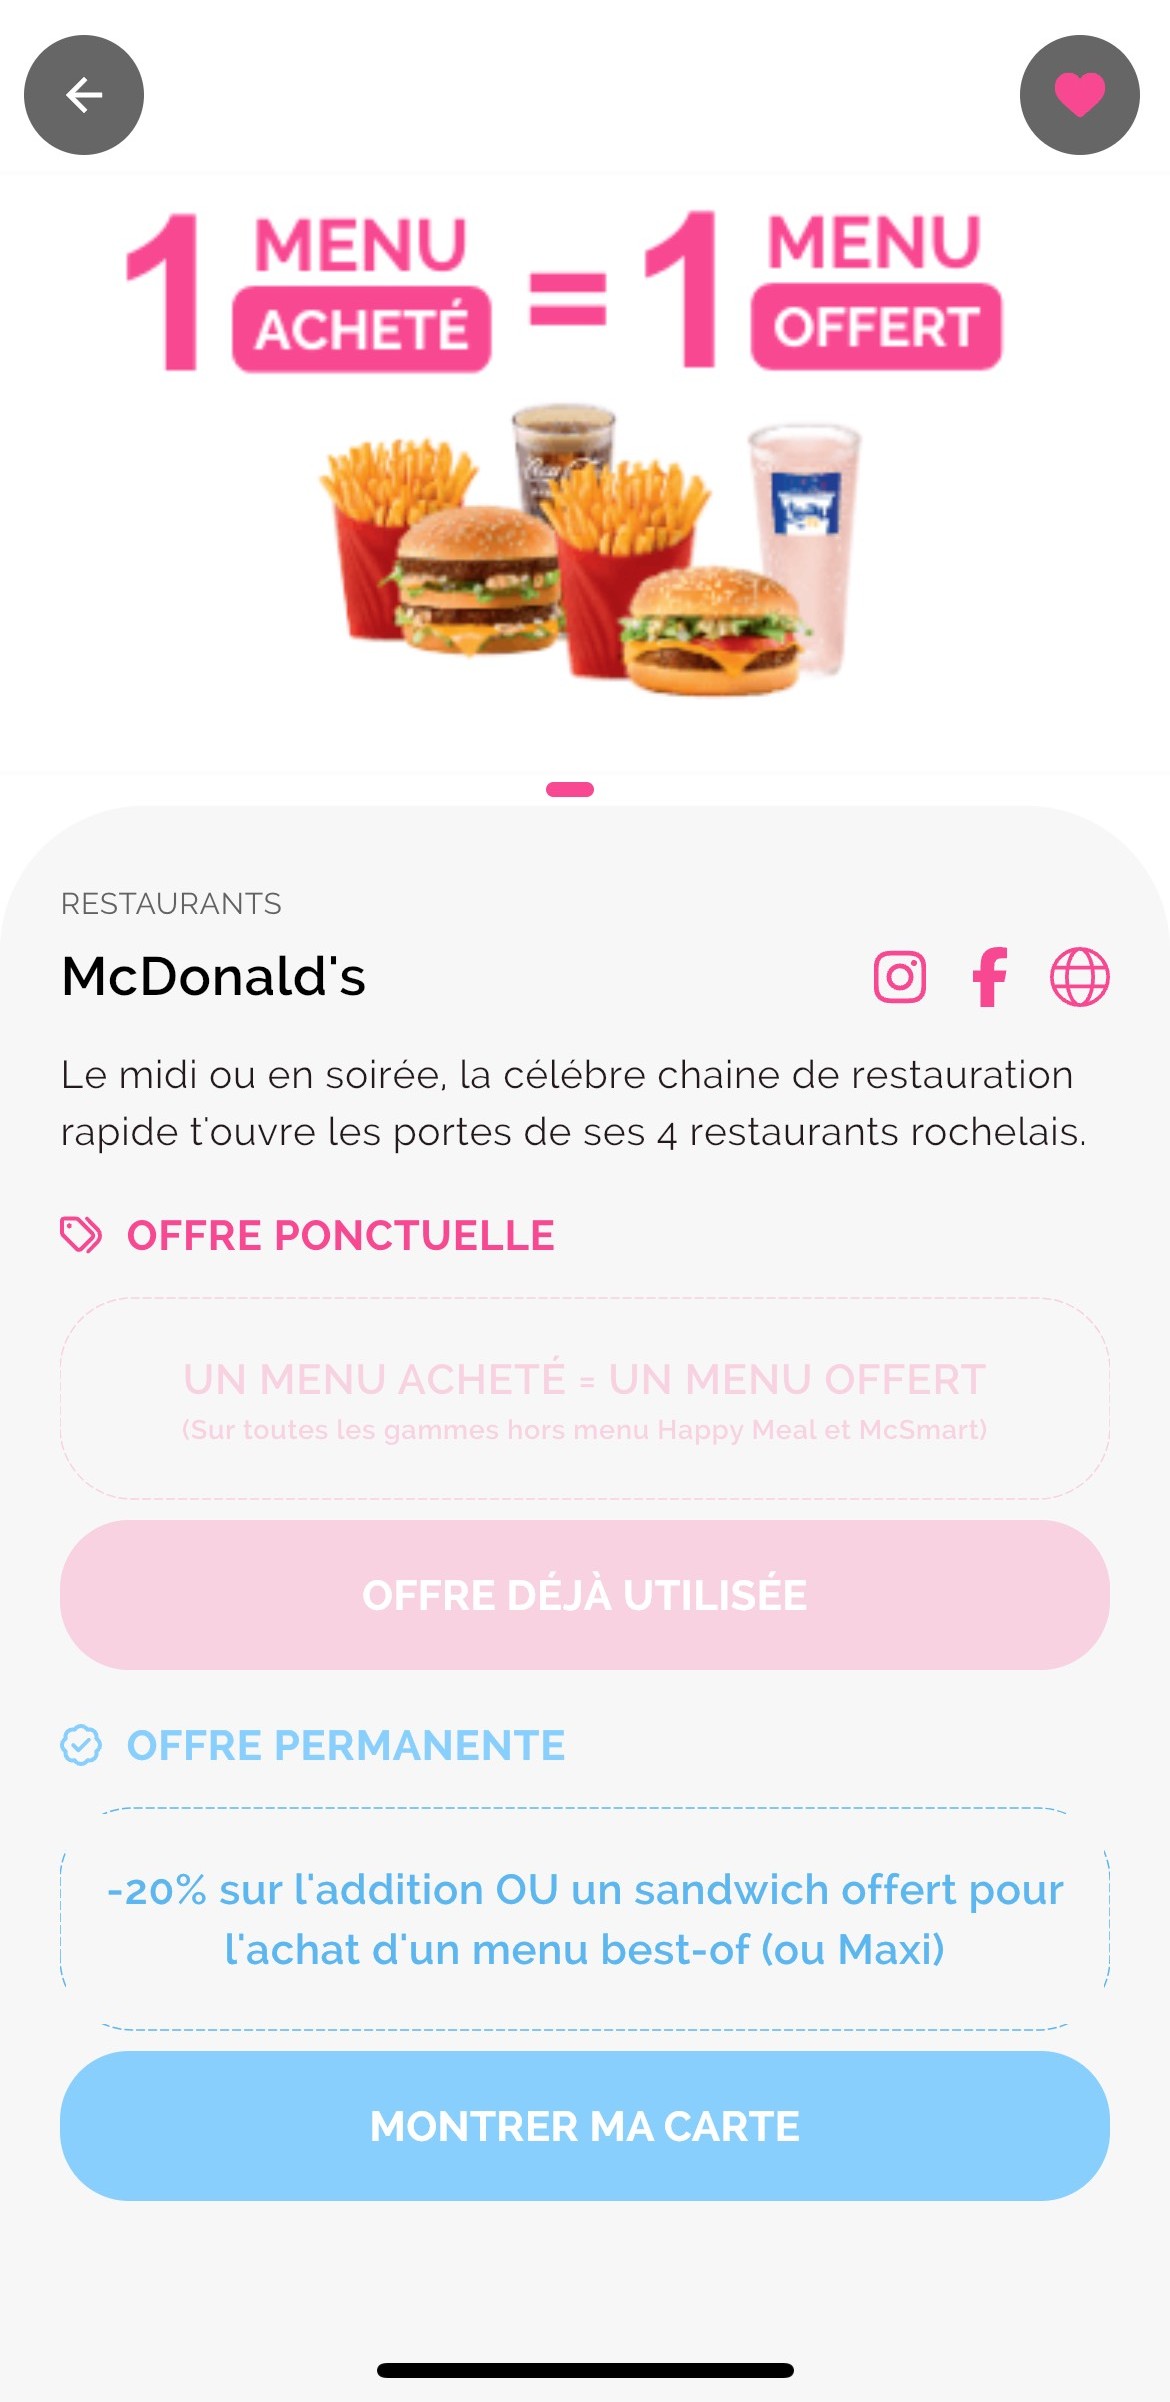 1 MENU ACHETÉ = 1 MENU OFFERT
RESTAURANTS
McDonald's
Le midi ou en soirée, la célébre chaine de restauration
rapide t'ouvre les portes de ses 4 restaurants rochelais.
OFFRE PONCTUELLE
UN MENU ACHETÉ = UN MENU OFFERT
(Sur toutes les gammes hors menu Happy Meal et McSmart)
OFFRE DÉJÀ UTILISÉE
OFFRE PERMANENTE
-20% sur l'addition OU un sandwich offert pour
l'achat d'un menu best-of (ou Maxi)
MONTRER MA CARTE